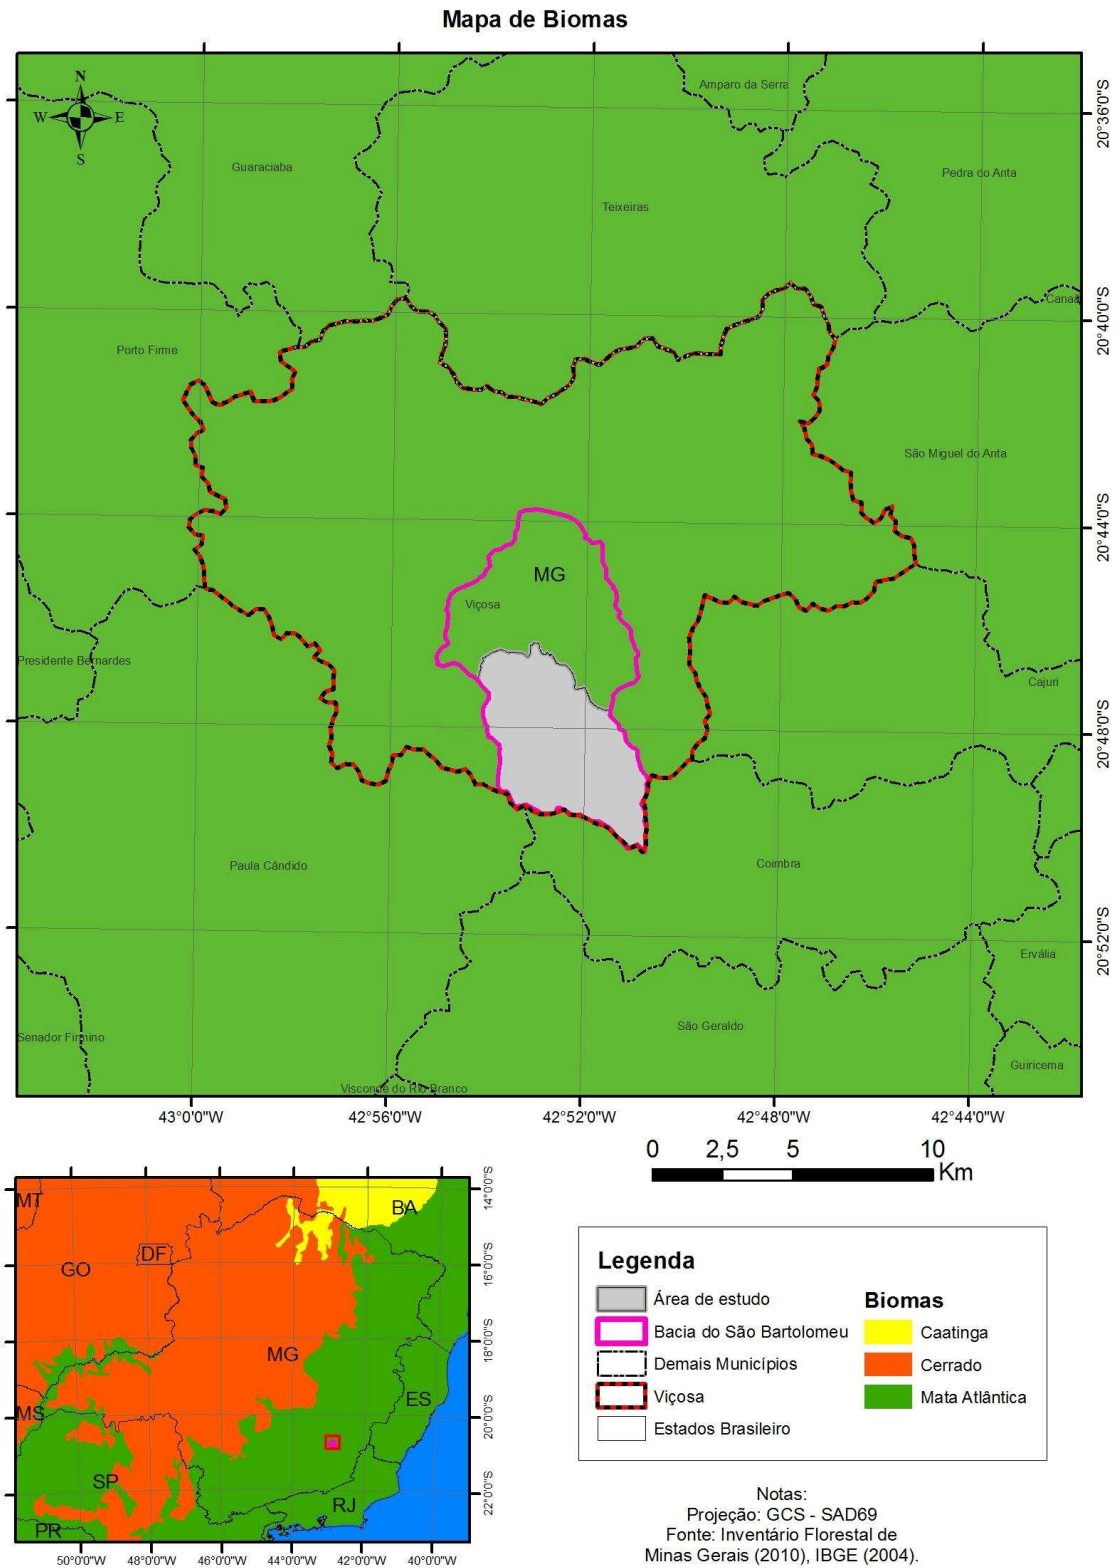 Mapa de Biomas
N
W E
S
Amparo da Serra
Guaraciaba
Pedra do Anta
Teixeiras
20°36'0"S
Porto Firme
20°40'0"S
São Miguel do Anta
20°44'0"S
MG
Viçosa
Presidente Bernardes
Cajuri
20°48'0"S
Paula Cândido
Coimbra
20°52'0"S
Ervália
São Geraldo
Senador Firmino
Guiricema
Visconde do Rio Branco
43°0'0"W 42°56'0"W 42°52'0"W 42°48'0"W 42°44'0"W
0 2,5 5 10
Km
MT
BA
14°0'0"S
DF
GO
16°0'0"S
MG
18°0'0"S
ES
MS
20°0'0"S
SP
RJ
22°0'0"S
PR
50°0'0"W 48°0'0"W 46°0'0"W 44°0'0"W 42°0'0"W 40°0'0"W
Legenda
Área de estudo
Bacia do São Bartolomeu
Demais Municípios
Viçosa
Estados Brasileiro
Biomas
Caatinga
Cerrado
Mata Atlântica
Notas:
Projeção: GCS - SAD69
Fonte: Inventário Florestal de
Minas Gerais (2010), IBGE (2004).